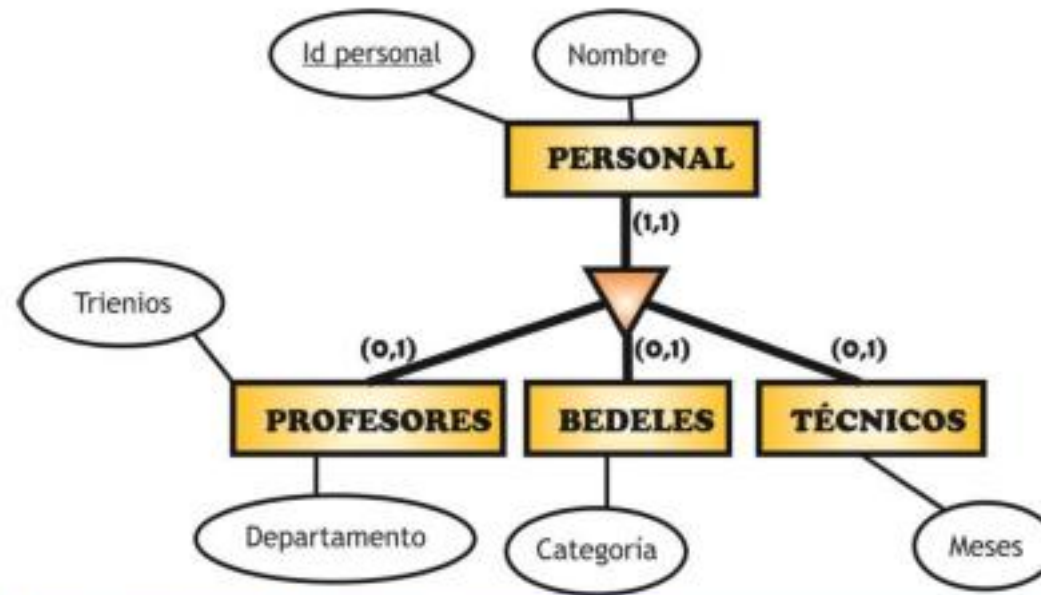 Id personal
Nombre
PERSONAL
(1,1)
Trienios
(0,1)
(0,1)
(0,1)
PROFESORES
BEDELES
TÉCNICOS
Departamento
Categoría
Meses